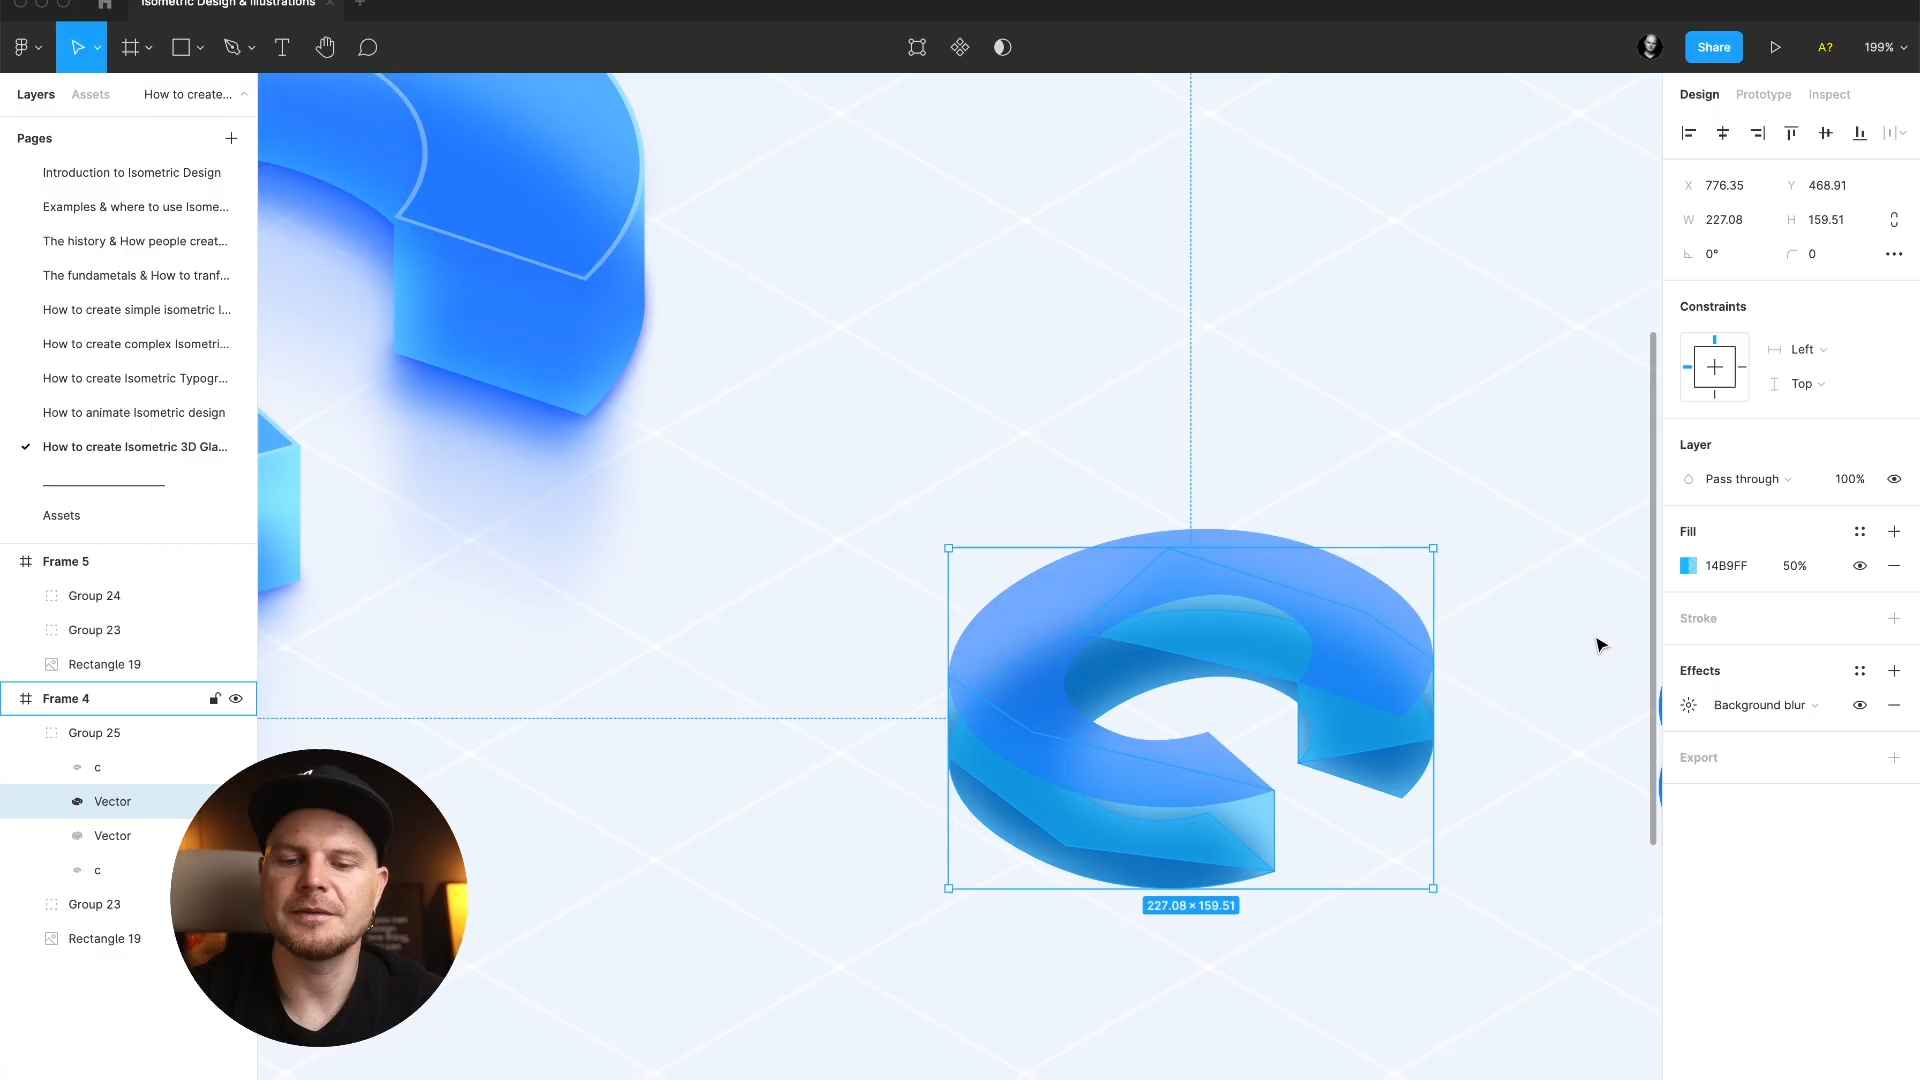 Isometric Design & Illustrations
Share
A?
199%
Layers
Assets
How to create...
Pages
Introduction to Isometric Design
Examples & where to use Isome...
The history & How people creat...
The fundametals & How to tranf...
How to create simple isometric I...
How to create complex Isometri...
How to create Isometric Typogr...
How to animate Isometric design
How to create Isometric 3D Gla...
Assets
Frame 5
Group 24
Group 23
Rectangle 19
Frame 4
Group 25
c
Vector
Vector
c
Group 23
Rectangle 19
227.08 × 159.51
Design
Prototype
Inspect
X 776.35
Y 468.91
W 227.08
H 159.51
0°
0
Constraints
Left
Top
Layer
Pass through
100%
Fill
14B9FF
50%
Stroke
Effects
Background blur
Export